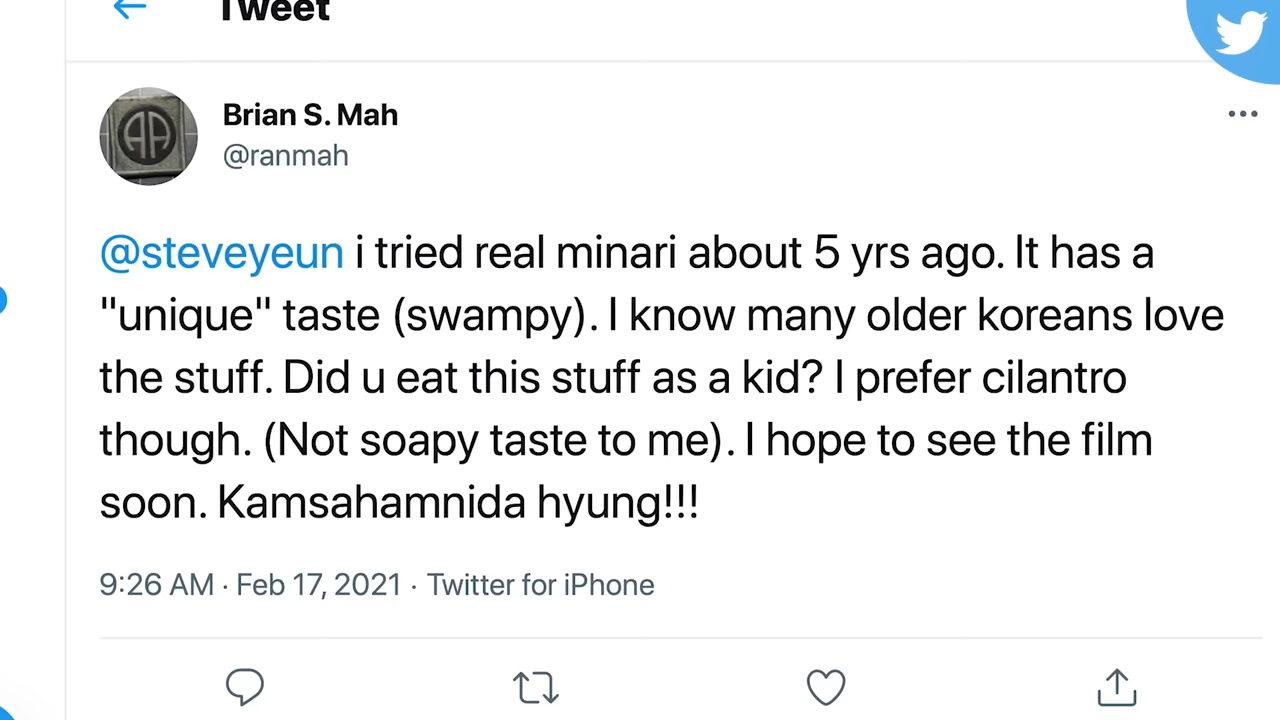 Tweet
Brian S. Mah
@ranmah
@steveyeun i tried real minari about 5 yrs ago. It has a
"unique" taste (swampy). I know many older koreans love
the stuff. Did u eat this stuff as a kid? I prefer cilantro
though. (Not soapy taste to me). I hope to see the film
soon. Kamsahamnida hyung!!!
9:26 AM · Feb 17, 2021 · Twitter for iPhone